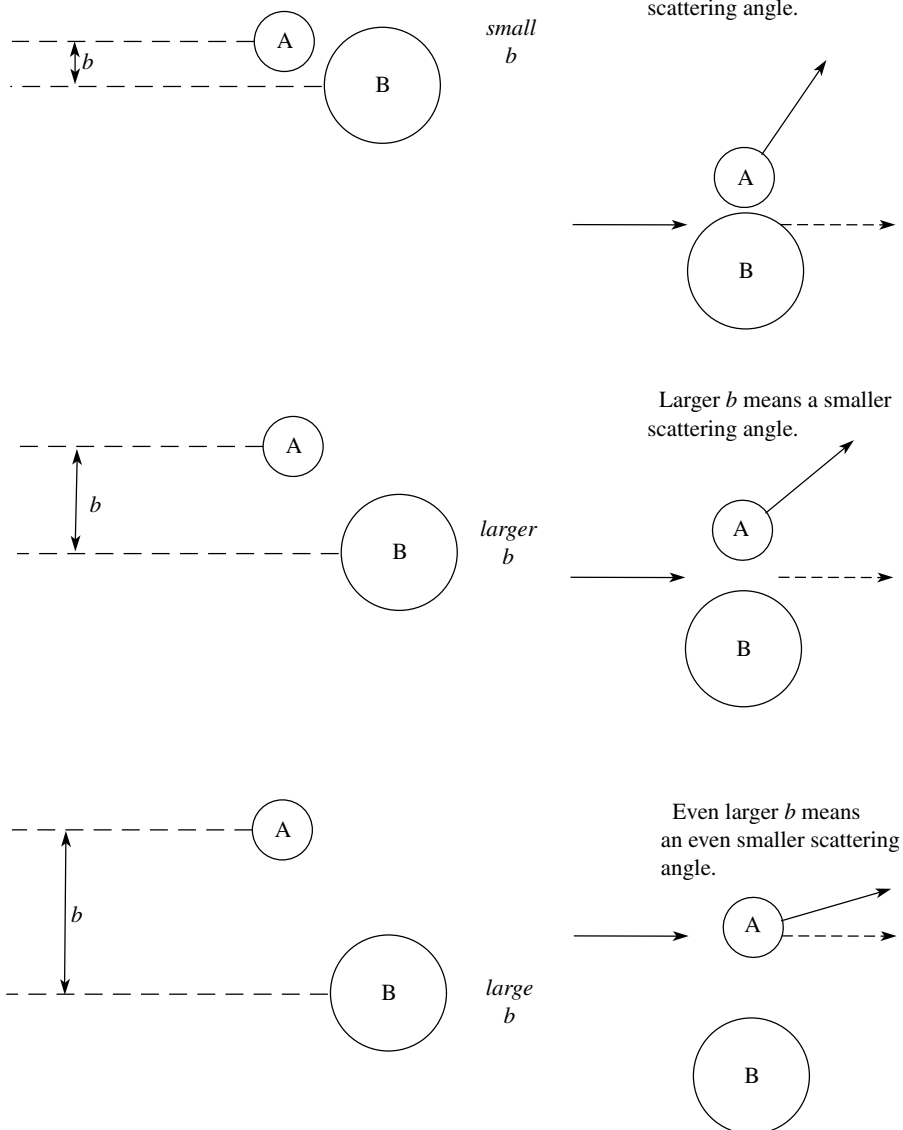 scattering angle.
A
b
B
small
b
A
B
Larger b means a smaller
scattering angle.
A
b
B
larger
b
A
B
Even larger b means
an even smaller scattering
angle.
A
b
B
large
b
A
B